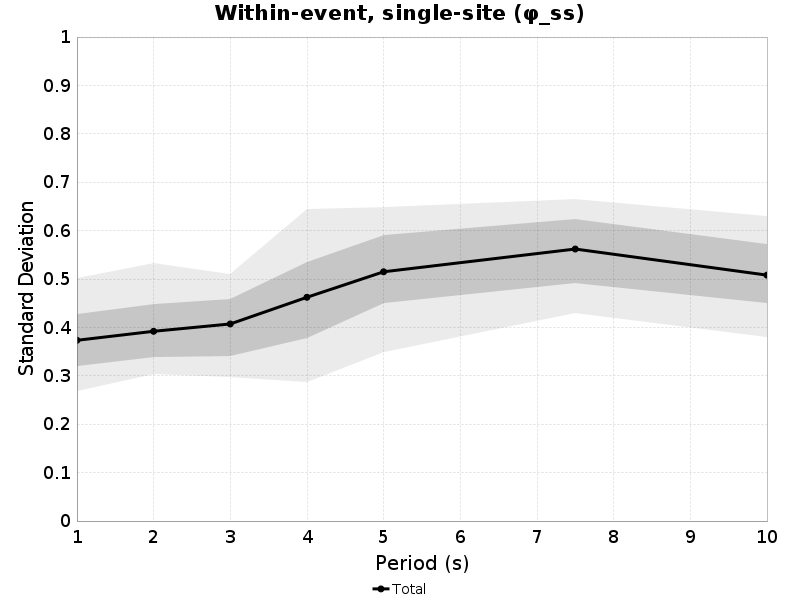 Within-event, single-site (φ_ss)
Standard Deviation
1
0.9
0.8
0.7
0.6
0.5
0.4
0.3
0.2
0.1
0
1 2 3 4 5 6 7 8 9 10
Period (s)
Total